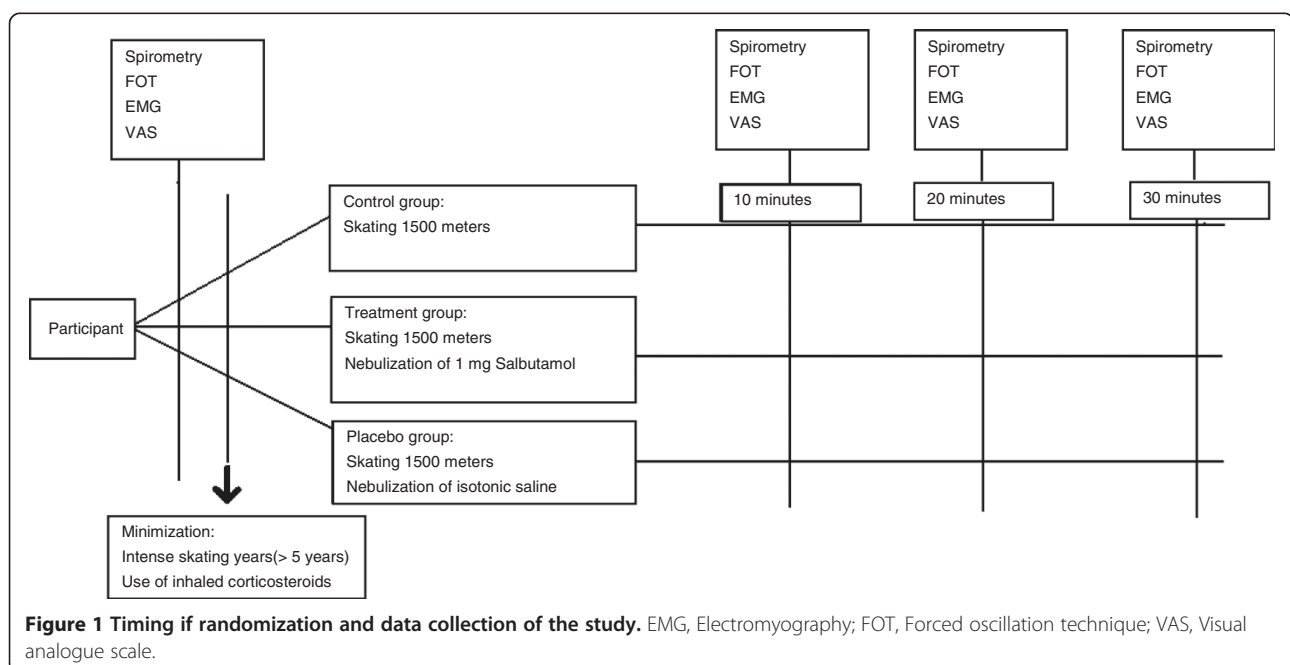 Spirometry
FOT
EMG
VAS
Spirometry
FOT
EMG
VAS
Spirometry
FOT
EMG
VAS
Spirometry
FOT
EMG
VAS
10 minutes
20 minutes
30 minutes
Control group:
Skating 1500 meters
Participant
Treatment group:
Skating 1500 meters
Nebulization of 1 mg Salbutamol
Placebo group:
Skating 1500 meters
Nebulization of isotonic saline
Minimization:
Intense skating years(> 5 years)
Use of inhaled corticosteroids
Figure 1 Timing if randomization and data collection of the study. EMG, Electromyography; FOT, Forced oscillation technique; VAS, Visual
analogue scale.